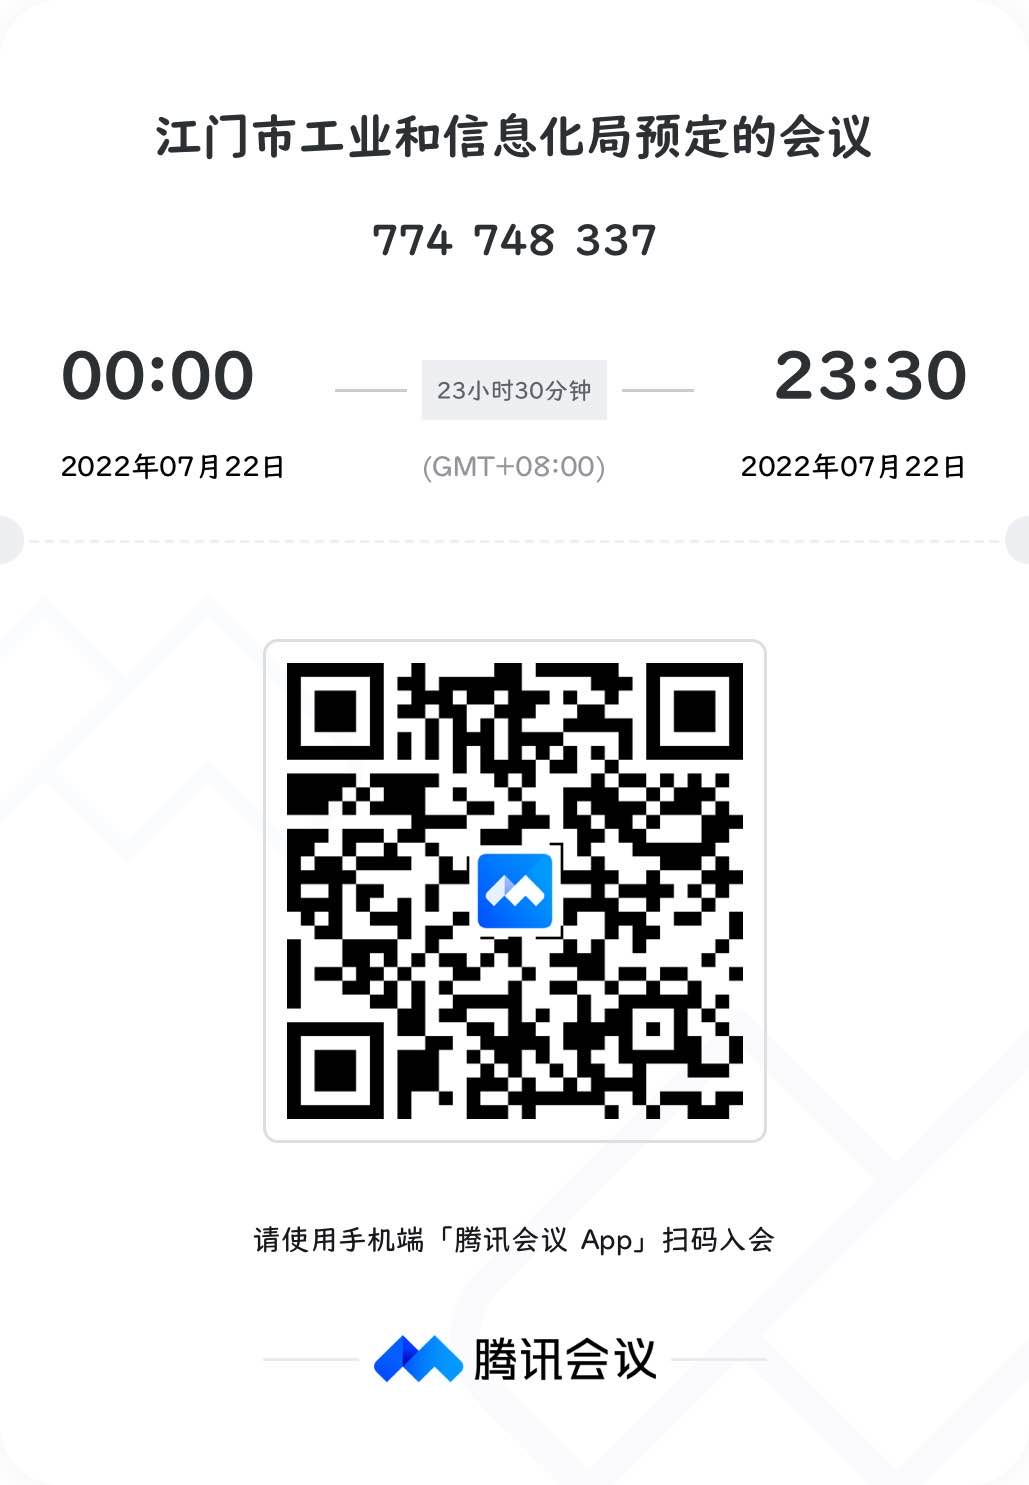 江门市工业和信息化局预定的会议
774 748 337
00:00 23小时30分钟 23:30
2022年07月22日 (GMT+08:00) 2022年07月22日
请使用手机端「腾讯会议 App」扫码入会
腾讯会议